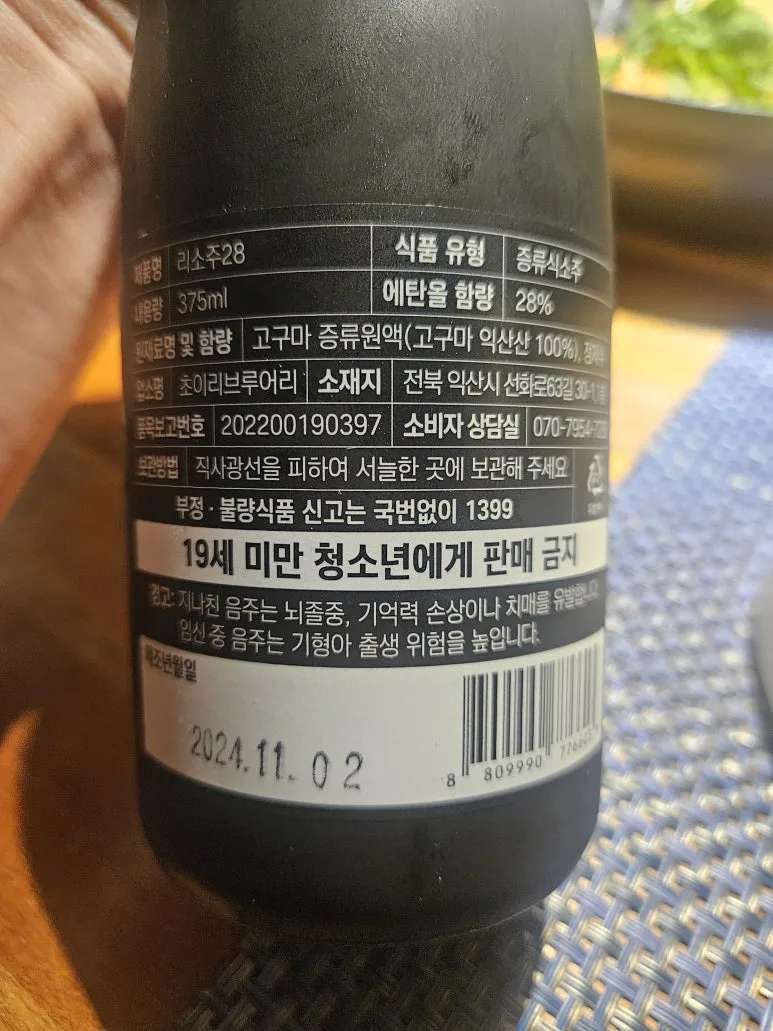 제품명 리소주28 식품 유형 증류식소주
내용량 375ml 에탄올 함량 28%
원재료명 및 함량 고구마 증류원액(고구마 익산산 100%), 정제수
업소명 초이리브루어리 소재지 전북 익산시 선화로63길
품목보고번호 202200190397 소비자 상담실
보관방법 직사광선을 피하여 서늘한 곳에 보관해 주세요
부정·불량식품 신고는 국번없이 1399
19세 미만 청소년에게 판매 금지
경고: 지나친 음주는 뇌졸중, 기억력 손상이나 치매를 유발합니다.
임신 중 음주는 기형아 출생 위험을 높입니다.
제조년월일
2024.11. 02
8 809990